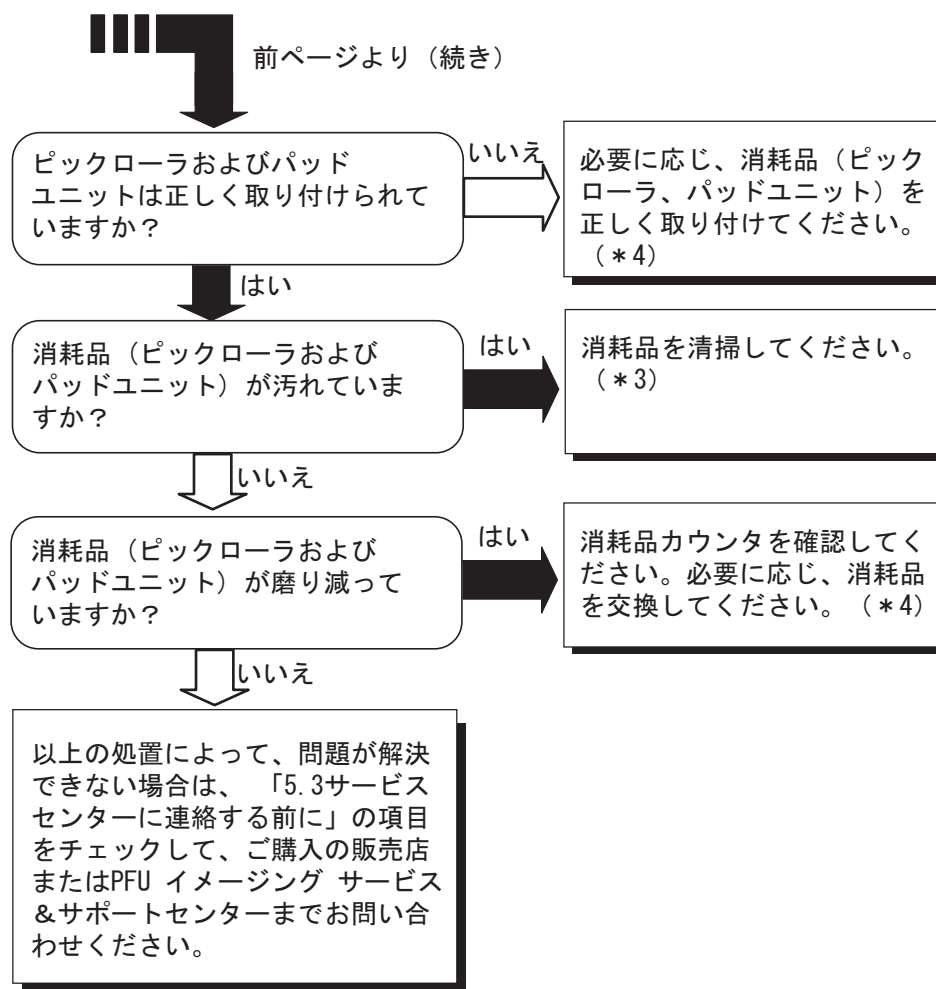 前ページより（続き）
ピックローラおよびパッド
ユニットは正しく取り付けられて
いますか？
いいえ
必要に応じ、消耗品（ピック
ローラ、パッドユニット）を
正しく取り付けてください。
（＊4）
はい
消耗品（ピックローラおよび
パッドユニット）が汚れていま
すか？
はい
消耗品を清掃してください。
（＊3）
いいえ
消耗品（ピックローラおよび
パッドユニット）が磨り減って
いますか？
はい
消耗品カウンタを確認してく
ださい。必要に応じ、消耗品
を交換してください。（＊4）
いいえ
以上の処置によって、問題が解決
できない場合は、「5.3サービス
センターに連絡する前に」の項目
をチェックして、ご購入の販売店
またはPFU イメージング サービス
＆サポートセンターまでお問い合
わせください。